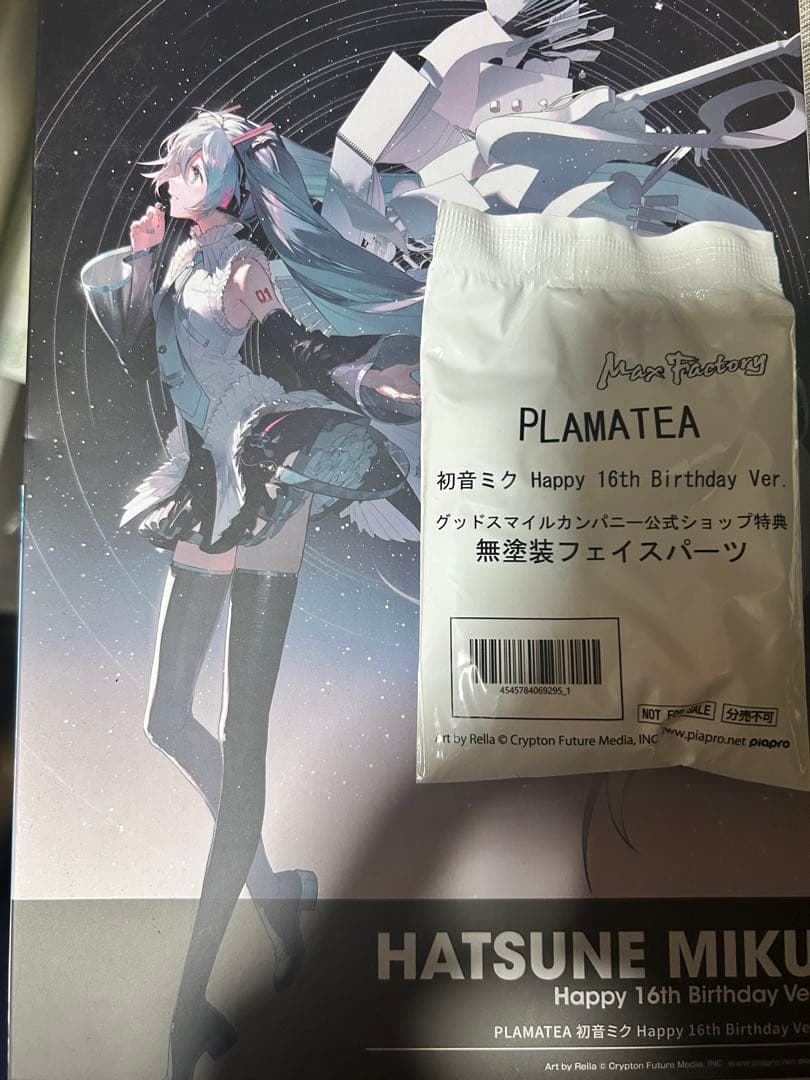 01
Max Factory
PLAMATEA
初音ミク Happy 16th Birthday Ver.
グッドスマイルカンパニー公式ショップ特典
無塗装フェイスパーツ
4545784069295_1
NOT FOR SALE
分売不可
Art by Rella © Crypton Future Media, INC www.piapro.net piapro
HATSUNE MIKU
Happy 16th Birthday Ve
PLAMATEA 初音ミク Happy 16th Birthday Ve
Art by Rella © Crypton Future Media, INC